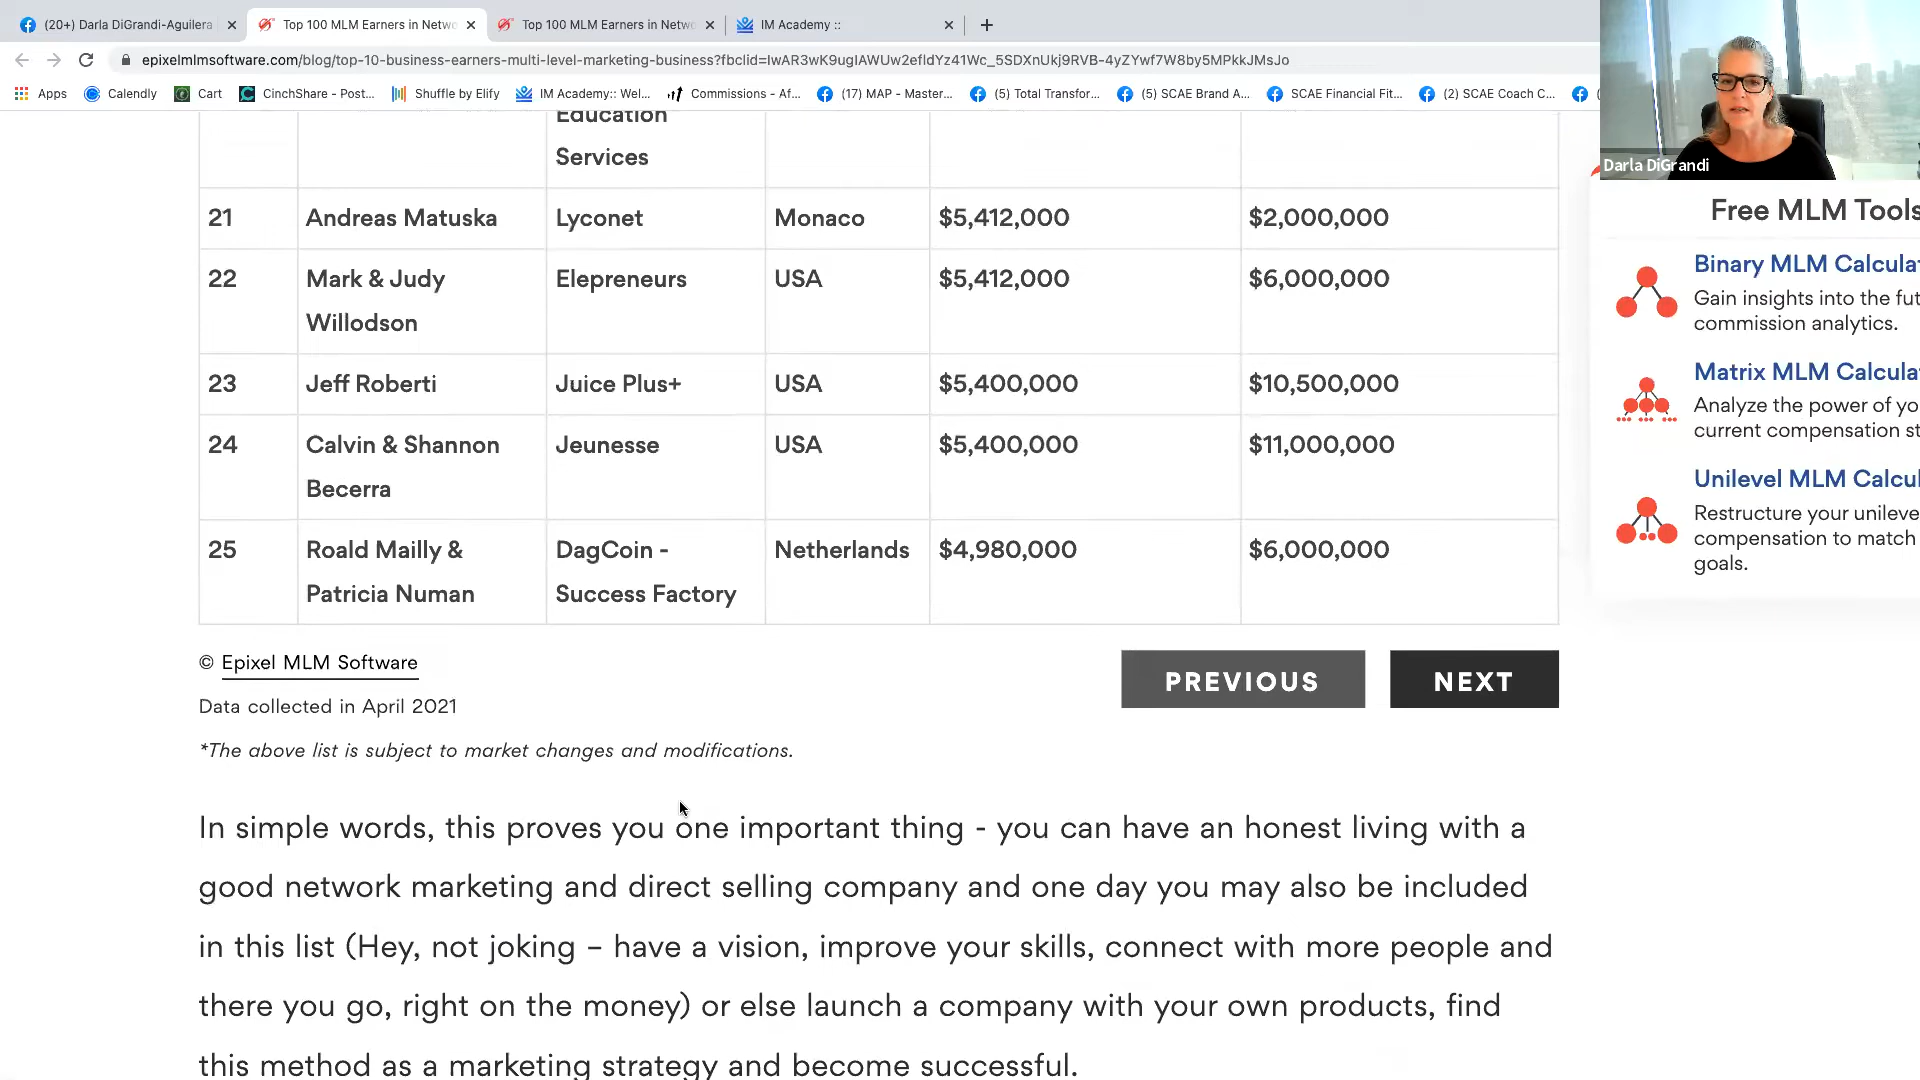 (20+) Darla DiGrandi-Aguilera
Top 100 MLM Earners in Netwo
Top 100 MLM Earners in Netwo
IM Academy ::
epixelmlmsoftware.com/blog/top-10-business-earners-multi-level-marketing-business?fbclid=IwAR3wK9ugIAWUw2efIdYz41Wc_5SDXnUkj9RVB-4yZYwf7W8by5MPkkJMsJo
Apps
Calendly
Cart
CinchShare - Post...
Shuffle by Elify
IM Academy:: Wel...
Commissions - Af...
(17) MAP - Master...
(5) Total Transfor...
(5) SCAE Brand A...
SCAE Financial Fit...
(2) SCAE Coach C...
Darla DiGrandi
Education
Services
21 Andreas Matuska Lyconet Monaco $5,412,000 $2,000,000
22 Mark & Judy Elepreneurs USA $5,412,000 $6,000,000
Willodson
23 Jeff Roberti Juice Plus+ USA $5,400,000 $10,500,000
24 Calvin & Shannon Jeunesse USA $5,400,000 $11,000,000
Becerra
25 Roald Mailly & DagCoin - Netherlands $4,980,000 $6,000,000
Patricia Numan Success Factory
© Epixel MLM Software
PREVIOUS
NEXT
Data collected in April 2021
*The above list is subject to market changes and modifications.
In simple words, this proves you one important thing - you can have an honest living with a
good network marketing and direct selling company and one day you may also be included
in this list (Hey, not joking – have a vision, improve your skills, connect with more people and
there you go, right on the money) or else launch a company with your own products, find
this method as a marketing strategy and become successful.
Free MLM Tools
Binary MLM Calcula
Gain insights into the fut
commission analytics.
Matrix MLM Calcula
Analyze the power of yo
current compensation st
Unilevel MLM Calcul
Restructure your unileve
compensation to match
goals.